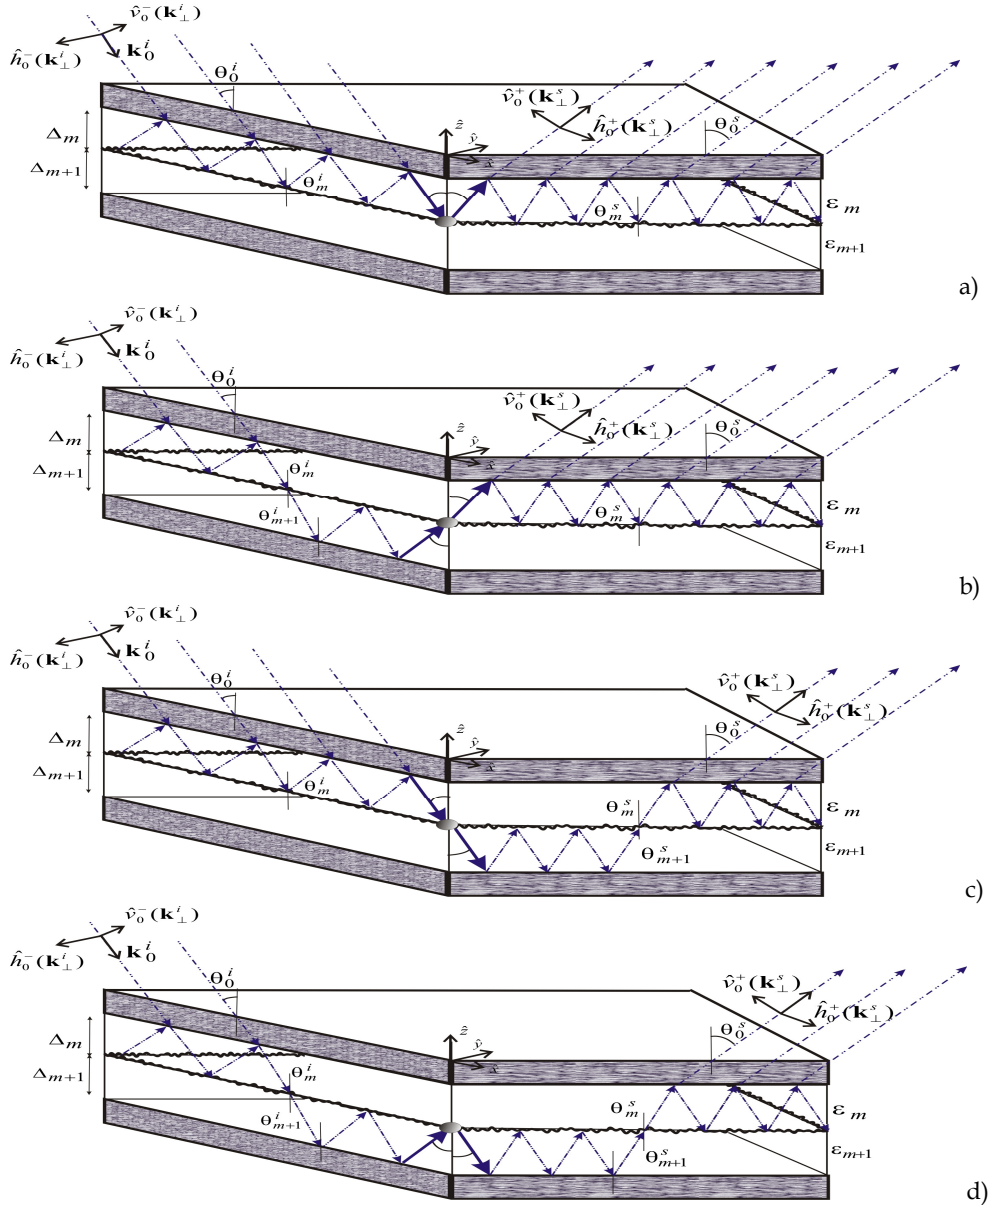 v̂₀⁻(k⊥ⁱ)
ĥ₀⁻(k⊥ⁱ) k₀ⁱ
Θ₀ⁱ
v̂₀⁺(k⊥ˢ)
ĥ₀⁺(k⊥ˢ) Θ₀ˢ
Δₘ
ẑ ŷ x̂
Δₘ₊₁
Θₘⁱ Θₘˢ εₘ
εₘ₊₁
a)
v̂₀⁻(k⊥ⁱ)
ĥ₀⁻(k⊥ⁱ) k₀ⁱ
Θ₀ⁱ
v̂₀⁺(k⊥ˢ)
ĥ₀⁺(k⊥ˢ) Θ₀ˢ
Δₘ
ẑ ŷ x̂
Δₘ₊₁
Θₘⁱ
Θₘ₊₁ⁱ Θₘˢ εₘ
εₘ₊₁
b)
v̂₀⁻(k⊥ⁱ)
ĥ₀⁻(k⊥ⁱ) k₀ⁱ
Θ₀ⁱ
v̂₀⁺(k⊥ˢ)
ĥ₀⁺(k⊥ˢ)
Θ₀ˢ
Δₘ
ẑ ŷ x̂
Δₘ₊₁
Θₘⁱ Θₘˢ εₘ
Θₘ₊₁ˢ εₘ₊₁
c)
v̂₀⁻(k⊥ⁱ)
ĥ₀⁻(k⊥ⁱ) k₀ⁱ
Θ₀ⁱ
v̂₀⁺(k⊥ˢ)
ĥ₀⁺(k⊥ˢ)
Θ₀ˢ
Δₘ
ẑ ŷ x̂
Δₘ₊₁
Θₘⁱ
Θₘ₊₁ⁱ Θₘˢ εₘ
Θₘ₊₁ˢ εₘ₊₁
d)